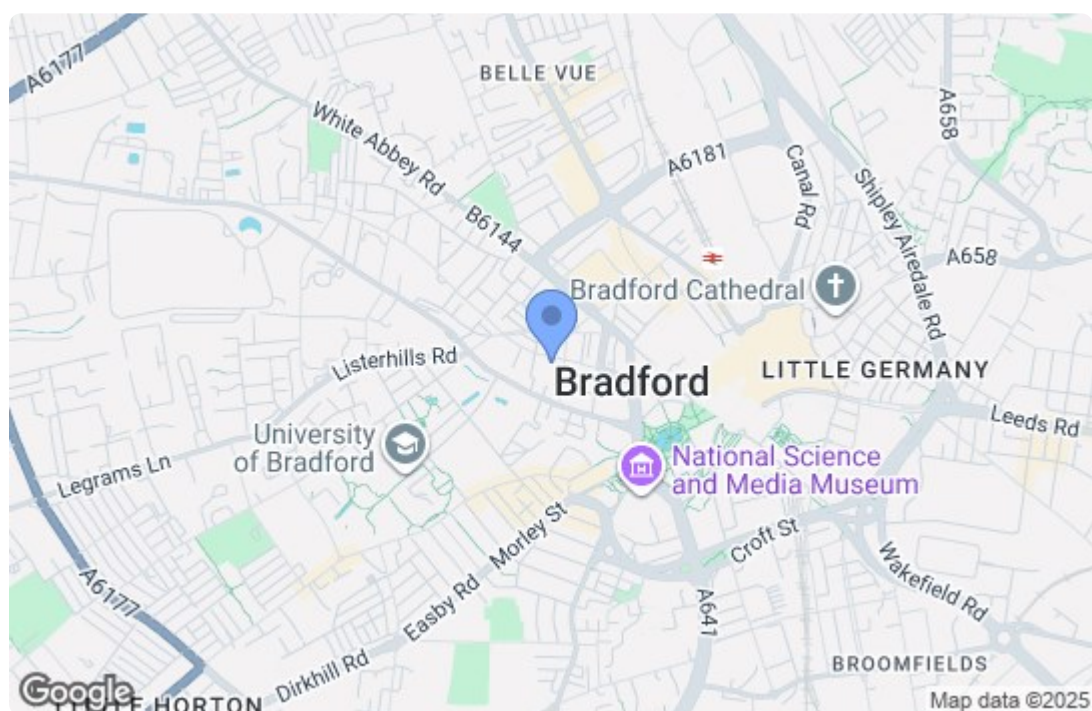 A6177
BELLE VUE
White Abbey Rd
A658
A6181
Canal Rd
B6144
Shipley Airedale Rd
A658
Bradford Cathedral
Listerhills Rd
Bradford
LITTLE GERMANY
Leeds Rd
University
of Bradford
National Science
and Media Museum
Legrams Ln
Morley St
Croft St
A6177
Easby Rd
A641
Wakefield Rd
Dirkhill Rd
BROOMFIELDS
Google
LITTLE HORTON
Map data ©2025